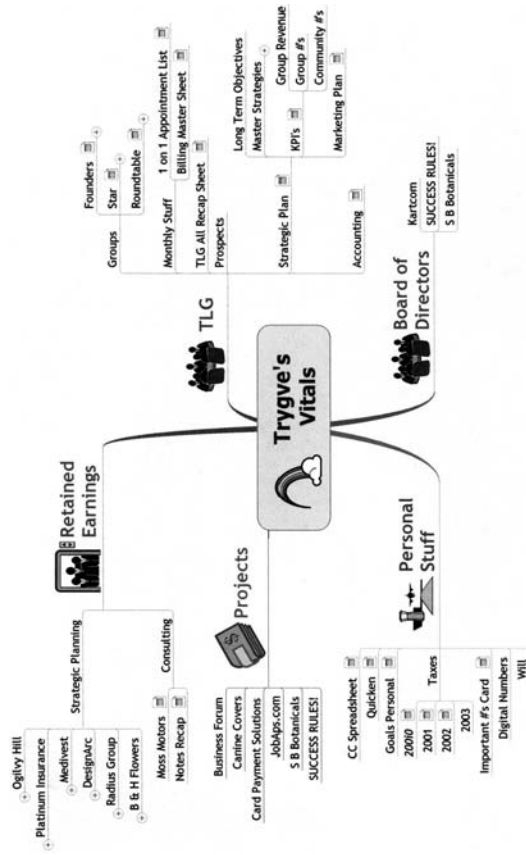 Trygve's
Vitals
TLG
Groups
Founders
Star
Roundtable
Monthly Stuff
1 on 1 Appointment List
Billing Master Sheet
TLG All Recap Sheet
Prospects
Strategic Plan
Long Term Objectives
Master Strategies
KPI's
Group Revenue
Group #'s
Community #'s
Marketing Plan
Accounting
Board of
Directors
Kartcom
SUCCESS RULES!
S B Botanicals
Retained
Earnings
Strategic Planning
Ogilvy Hill
Platinum Insurance
Medivest
DesignArc
Radius Group
B & H Flowers
Consulting
Moss Motors
Notes Recap
Projects
Business Forum
Canine Covers
Card Payment Solutions
JobAps.com
S B Botanicals
SUCCESS RULES!
Personal
Stuff
CC Spreadsheet
Quicken
Goals Personal
Taxes
200i0
2001
2002
2003
Important #'s Card
Digital Numbers
Will